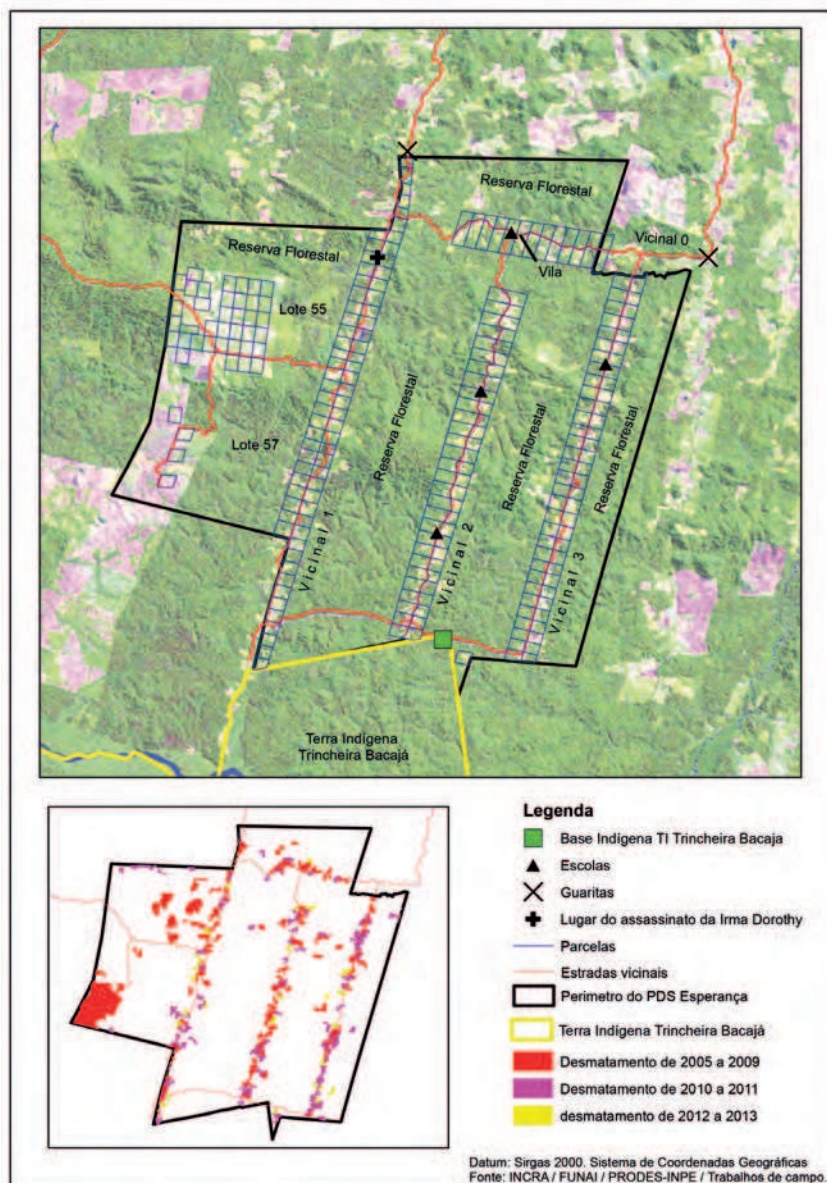 Reserva Florestal
Vicinal 0
Reserva Florestal
Vila
Lote 55
Lote 57
Reserva Florestal
Reserva Florestal
Reserva Florestal
Vicinal 1
Vicinal 2
Vicinal 3
Terra Indígena
Trincheira Bacajá
Legenda
Base Indígena TI Trincheira Bacaja
Escolas
Guaritas
Lugar do assassinato da Irma Dorothy
Parcelas
Estradas vicinais
Perimetro do PDS Esperança
Terra Indígena Trincheira Bacajá
Desmatamento de 2005 a 2009
Desmatamento de 2010 a 2011
desmatamento de 2012 a 2013
Datum: Sirgas 2000. Sistema de Coordenadas Geográficas
Fonte: INCRA / FUNAI / PRODES-INPE / Trabalhos de campo.